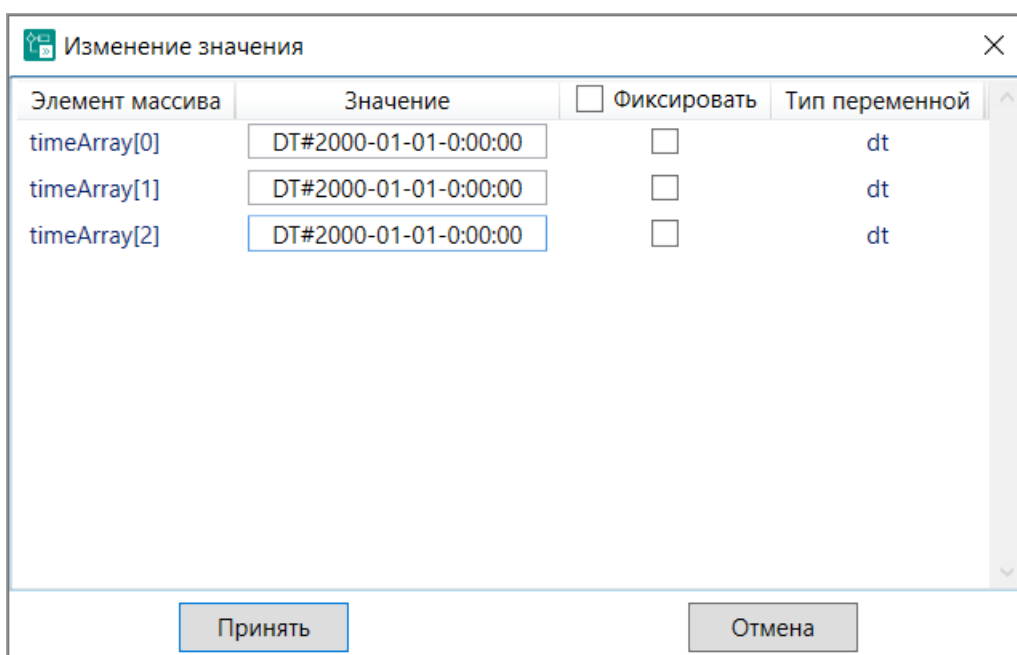 Изменение значения
Элемент массива Значение Фиксировать Тип переменной
timeArray[0] DT#2000-01-01-0:00:00 dt
timeArray[1] DT#2000-01-01-0:00:00 dt
timeArray[2] DT#2000-01-01-0:00:00 dt
Принять Отмена